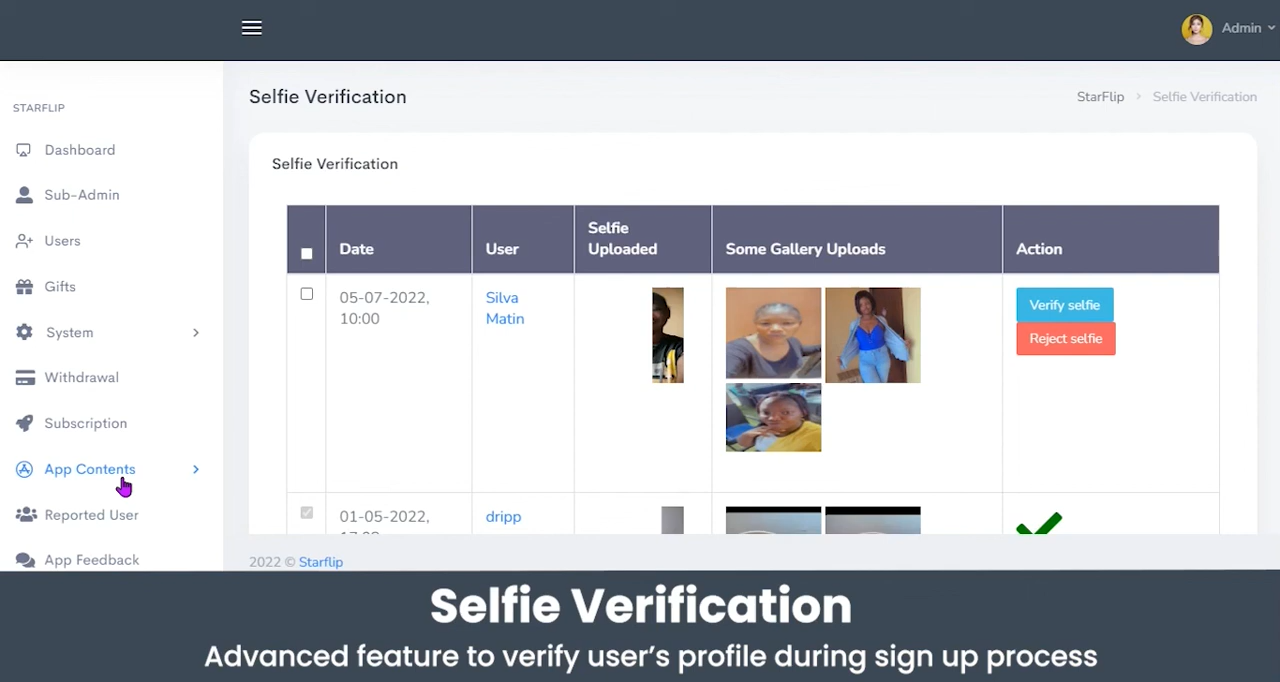 Admin
STARFLIP
Dashboard
Sub-Admin
Users
Gifts
System
Withdrawal
Subscription
App Contents
Reported User
App Feedback
Selfie Verification
StarFlip > Selfie Verification
Selfie Verification
Date
User
Selfie
Uploaded
Some Gallery Uploads
Action
05-07-2022,
10:00
Silva
Matin
Verify selfie
Reject selfie
01-05-2022,
dripp
2022 © Starflip
Selfie Verification
Advanced feature to verify user's profile during sign up process